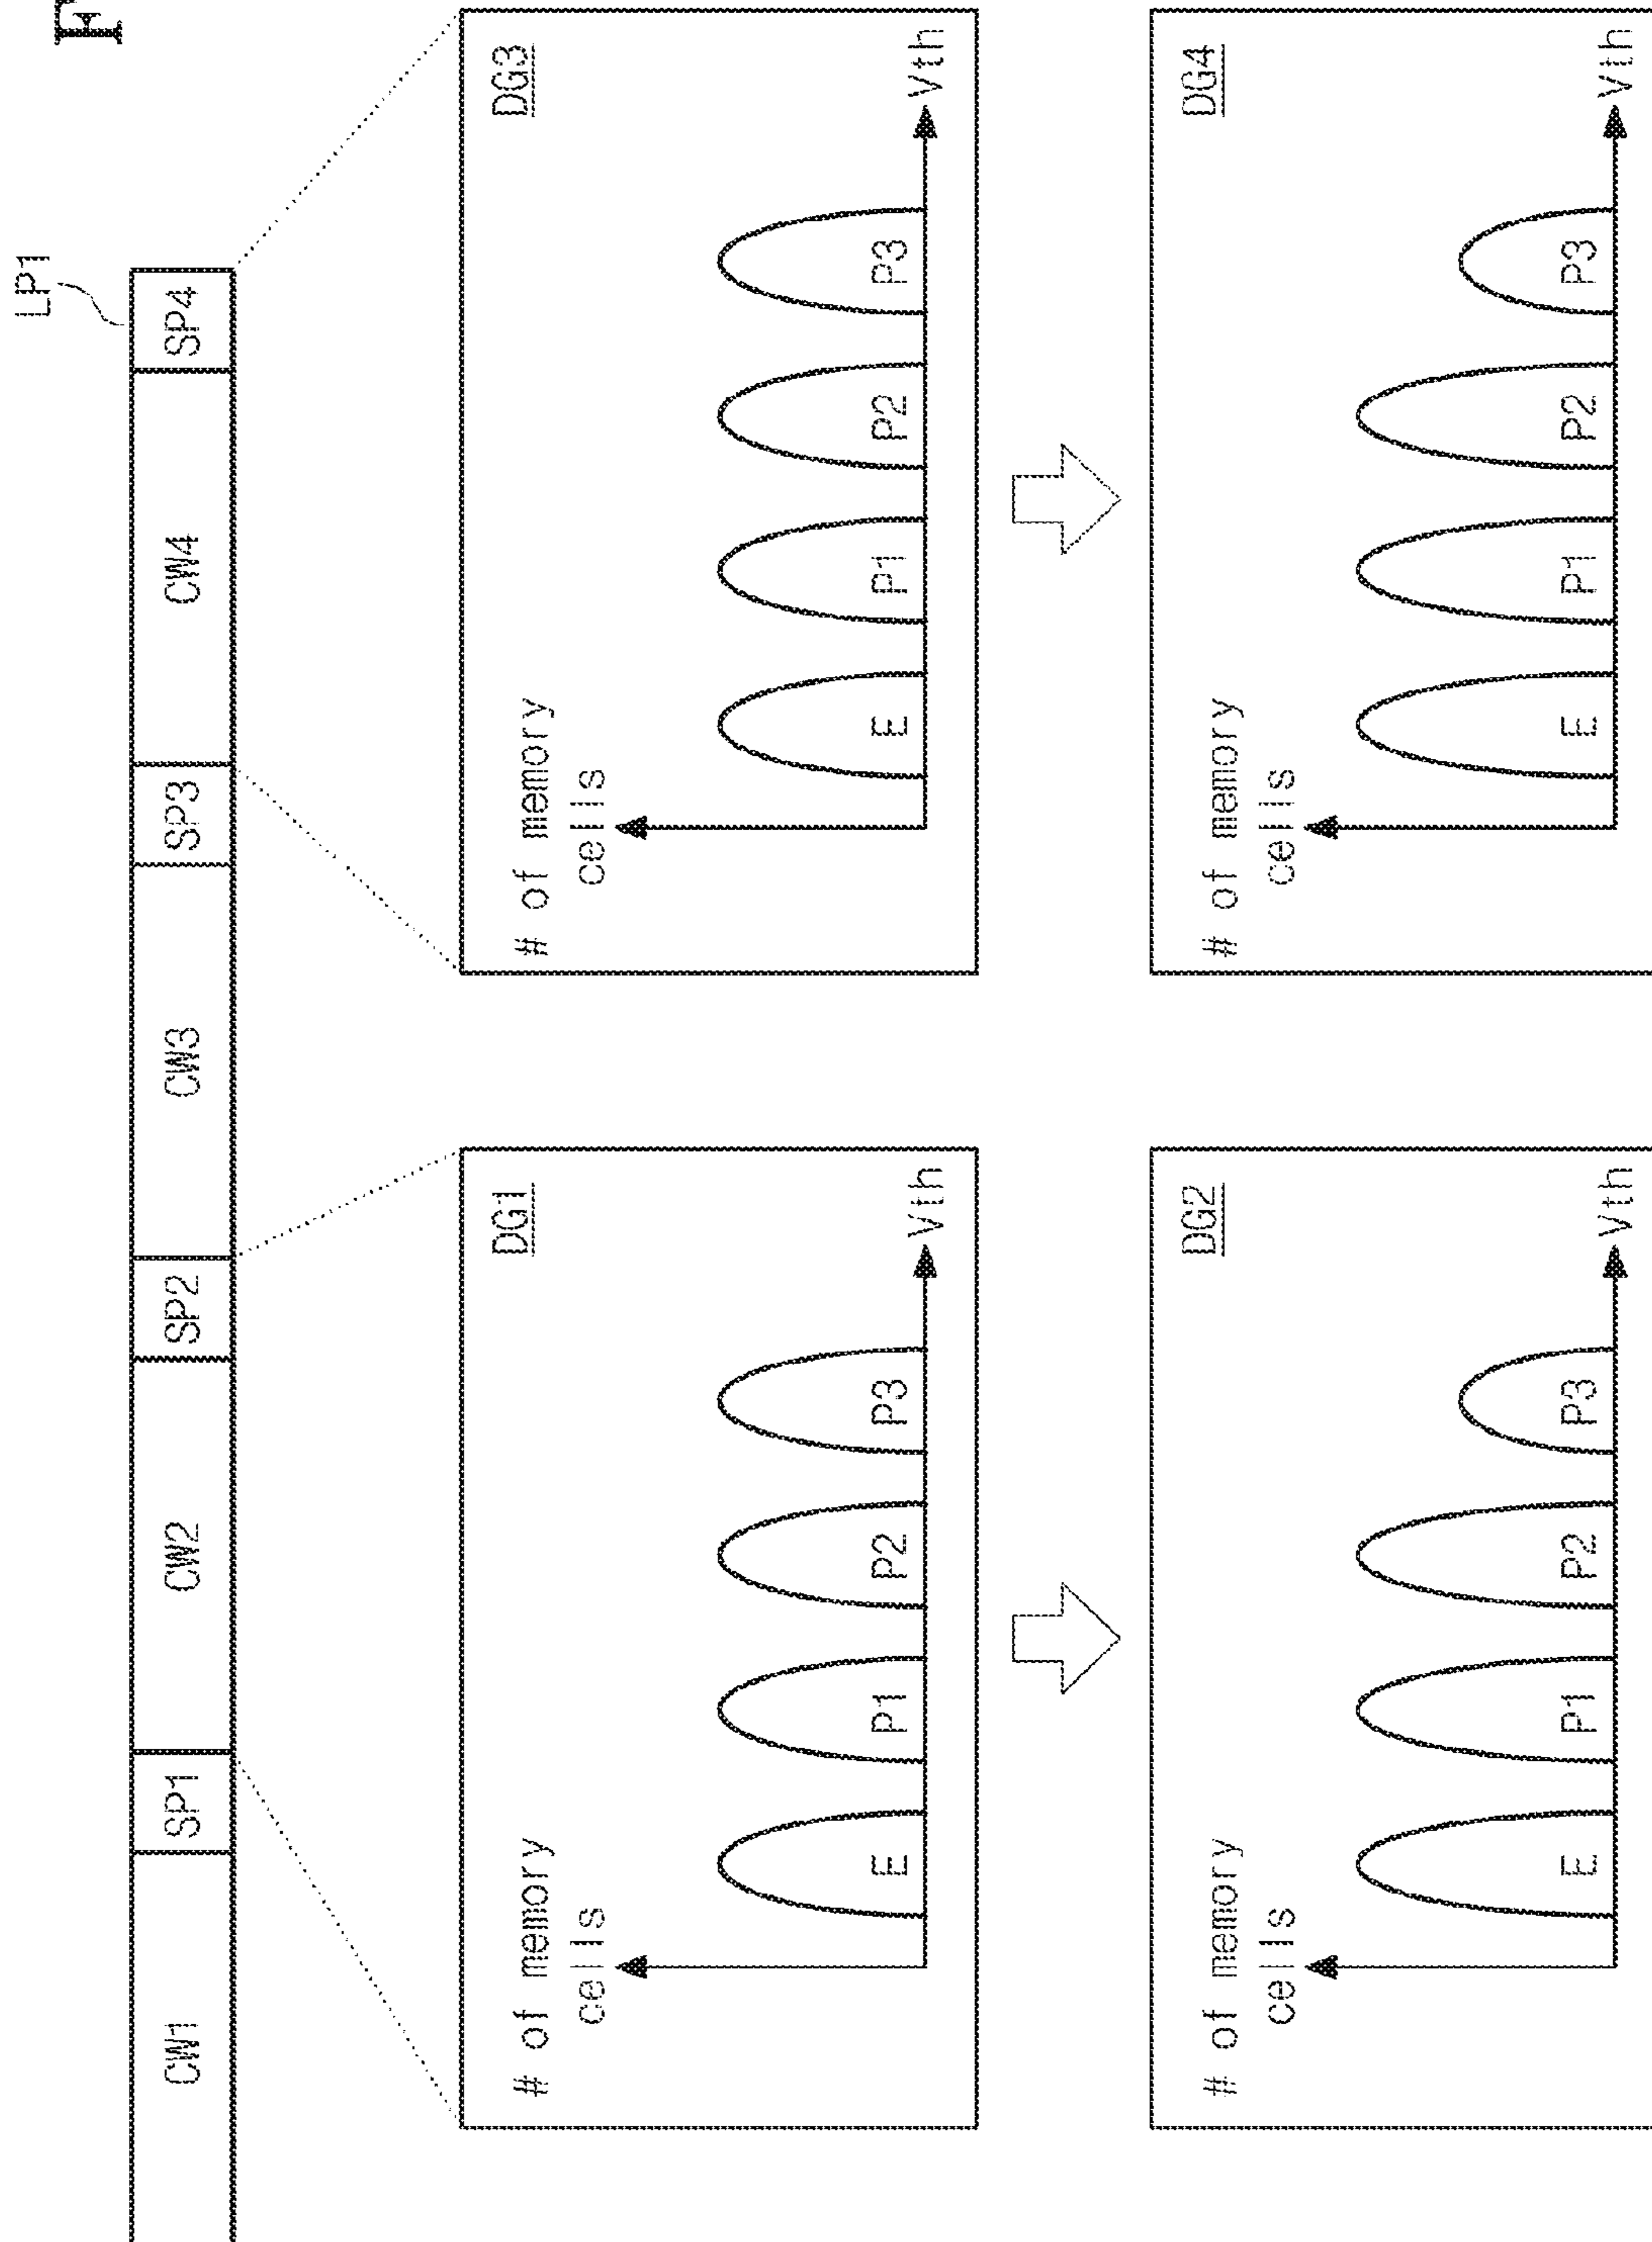 LP1
CW1 SP1 CW2 SP2 CW3 SP3 CW4 SP4
DG1
# of memory
cells
E P1 P2 P3
Vth
DG3
# of memory
cells
E P1 P2 P3
Vth
DG2
# of memory
cells
E P1 P2 P3
Vth
DG4
# of memory
cells
E P1 P2 P3
Vth